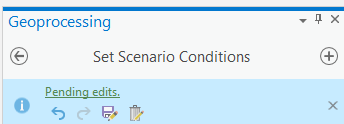 Geoprocessing
Set Scenario Conditions
Pending edits.